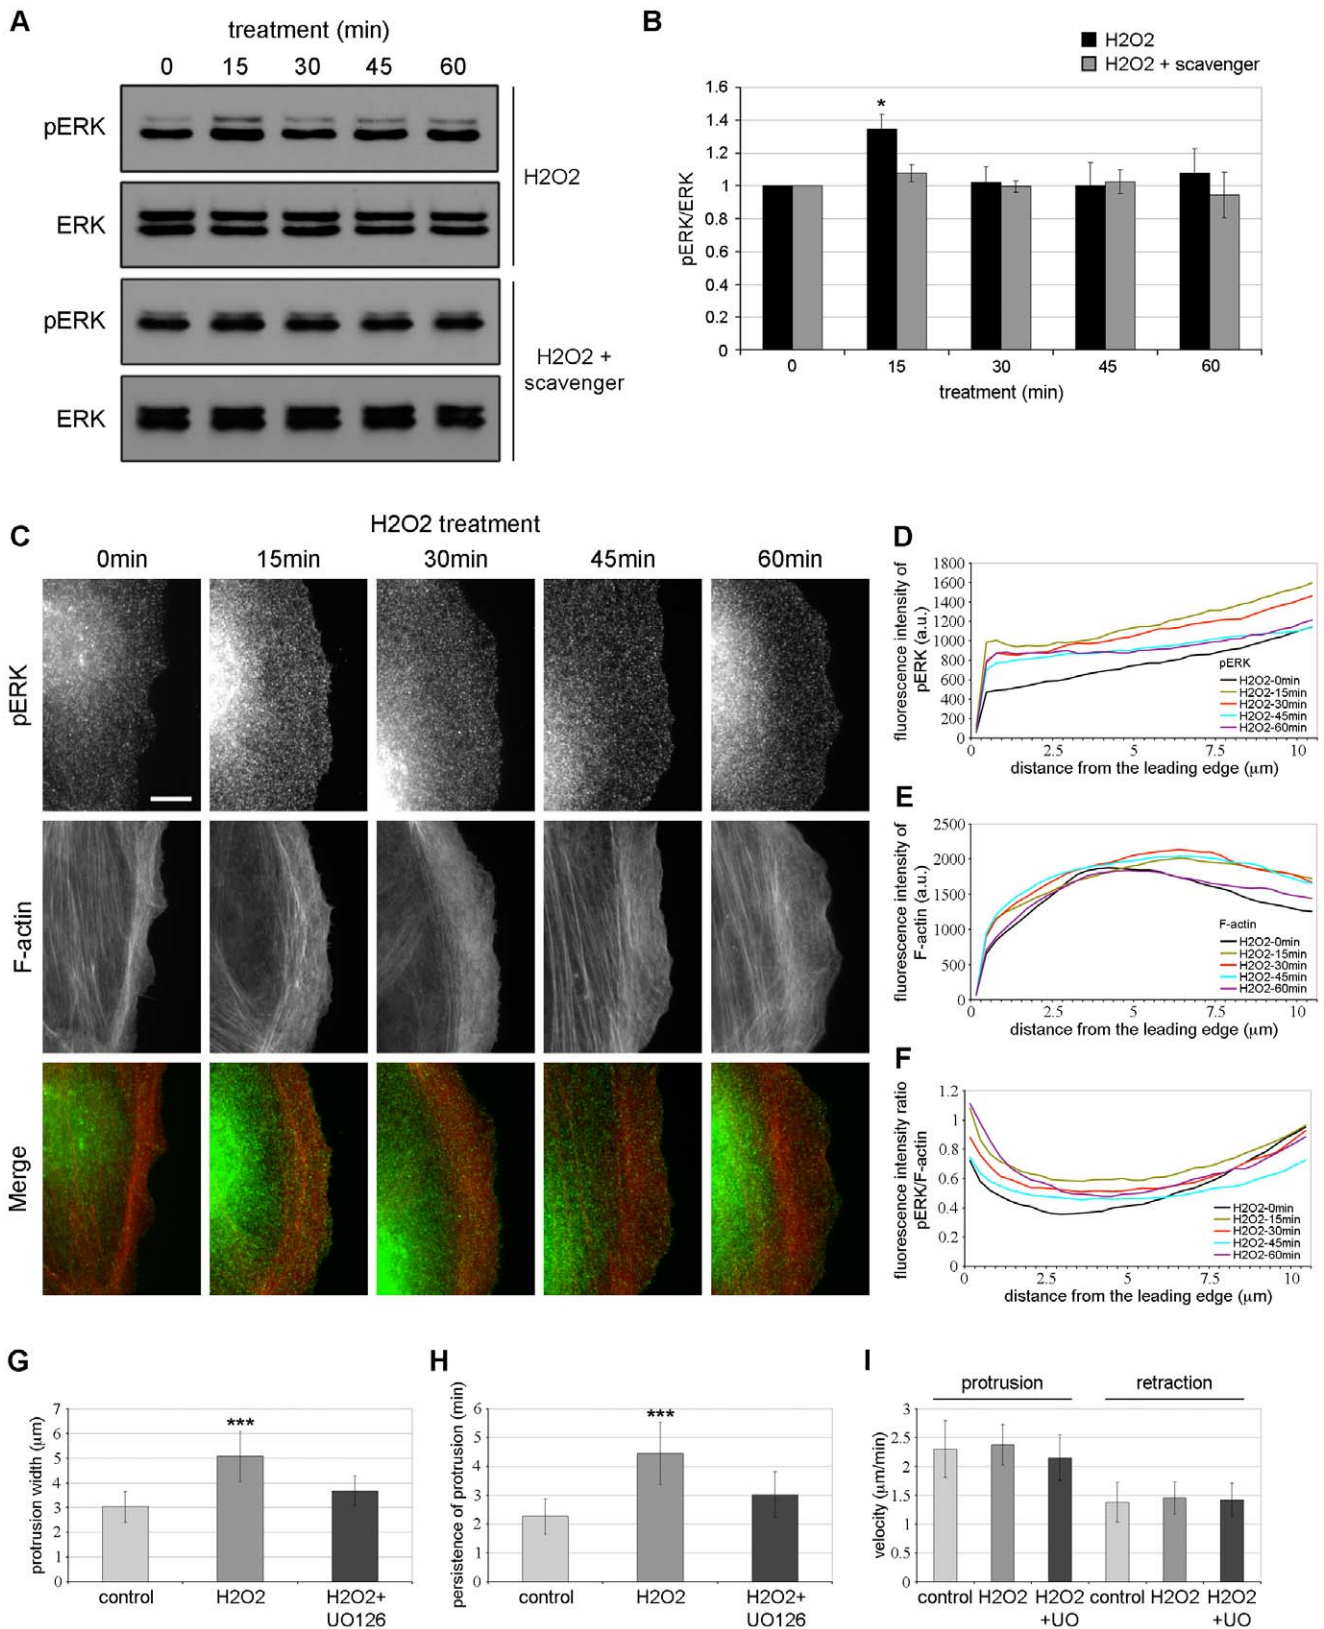 A
treatment (min)
0 15 30 45 60
pERK
ERK
H2O2
pERK
ERK
H2O2 +
scavenger
B
H2O2
H2O2 + scavenger
1.6
1.4
1.2
1
0.8
0.6
0.4
0.2
0
pERK/ERK
*
0 15 30 45 60
treatment (min)
C
H2O2 treatment
0min 15min 30min 45min 60min
pERK
F-actin
Merge
D
fluorescence intensity of
pERK (a.u.)
1800
1600
1400
1200
1000
800
600
400
200
0
pERK
H2O2-0min
H2O2-15min
H2O2-30min
H2O2-45min
H2O2-60min
0 2.5 5 7.5 10
distance from the leading edge (μm)
E
fluorescence intensity of
F-actin (a.u.)
2500
2000
1500
1000
500
0
F-actin
H2O2-0min
H2O2-15min
H2O2-30min
H2O2-45min
H2O2-60min
0 2.5 5 7.5 10
distance from the leading edge (μm)
F
fluorescence intensity ratio
pERK/F-actin
1.2
1
0.8
0.6
0.4
0.2
0
H2O2-0min
H2O2-15min
H2O2-30min
H2O2-45min
H2O2-60min
0 2.5 5 7.5 10
distance from the leading edge (μm)
G
protrusion width (μm)
7
6
5
4
3
2
1
0
***
control H2O2 H2O2+
UO126
H
persistence of protrusion (min)
6
5
4
3
2
1
0
***
control H2O2 H2O2+
UO126
I
protrusion retraction
velocity (μm/min)
3
2.5
2
1.5
1
0.5
0
control H2O2 H2O2 control H2O2 H2O2
+UO +UO